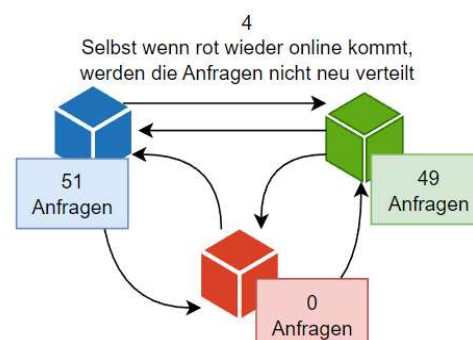 4
Selbst wenn rot wieder online kommt,
werden die Anfragen nicht neu verteilt
51
Anfragen
49
Anfragen
0
Anfragen